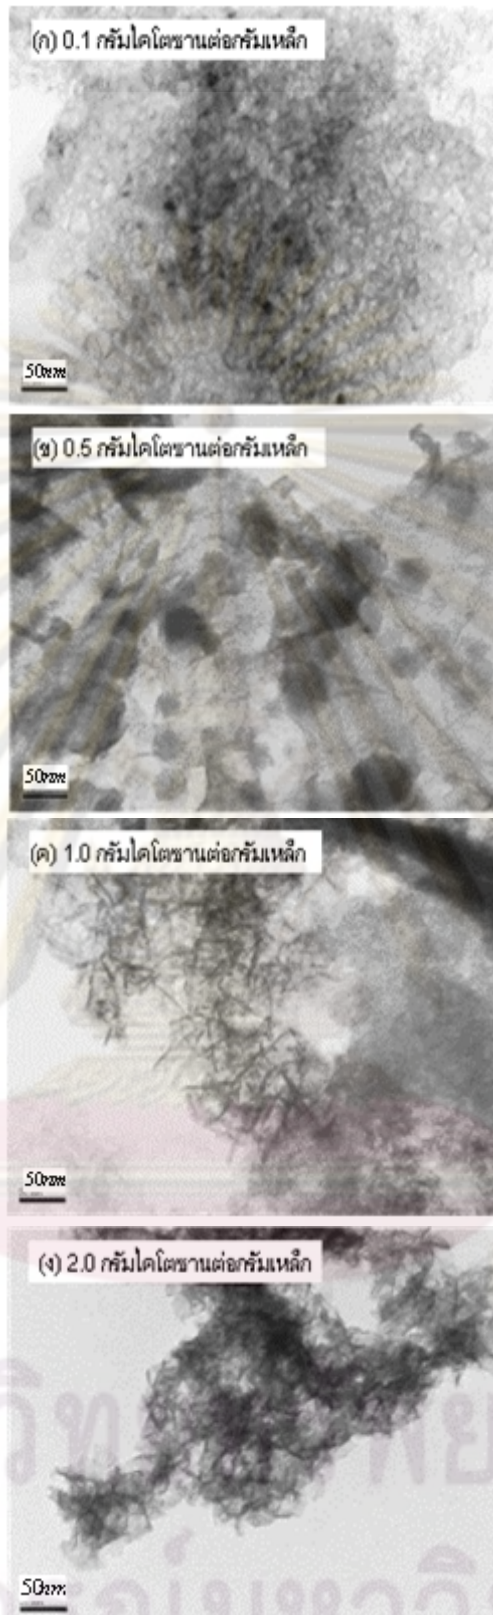 (ก) 0.1 กรัมไคโตซานต่อกรัมเหล็ก
50nm
(ข) 0.5 กรัมไคโตซานต่อกรัมเหล็ก
50nm
(ค) 1.0 กรัมไคโตซานต่อกรัมเหล็ก
50nm
(ง) 2.0 กรัมไคโตซานต่อกรัมเหล็ก
50nm